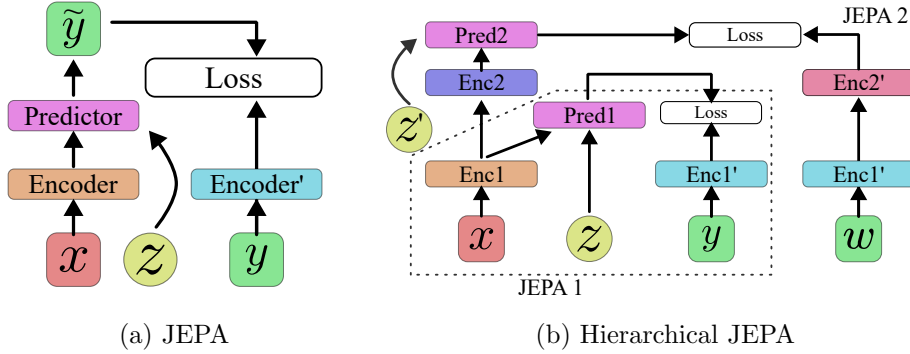 ỹ
Loss
Predictor
Encoder
Encoder'
x
z
y
(a) JEPA
JEPA 2
Pred2
Loss
Enc2
Enc2'
z'
Pred1
Loss
Enc1
Enc1'
Enc1'
x
z
y
w
JEPA 1
(b) Hierarchical JEPA